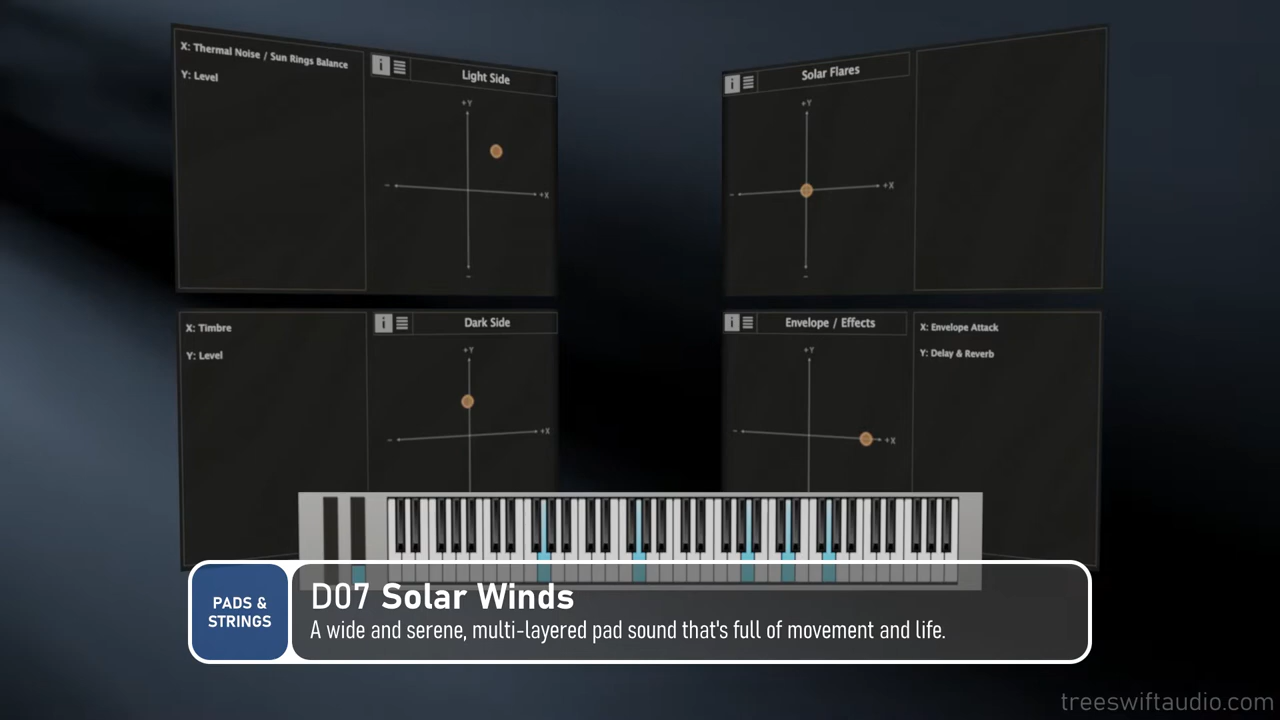 X: Thermal Noise / Sun Rings Balance
Y: Level
i
Light Side
+Y
-
+X
-
i
Solar Flares
+Y
-
+X
-
X: Timbre
Y: Level
i
Dark Side
+Y
-
+X
i
Envelope / Effects
+Y
-
+X
X: Envelope Attack
Y: Delay & Reverb
PADS &
STRINGS
D07 Solar Winds
A wide and serene, multi-layered pad sound that's full of movement and life.
treeswiftaudio.com